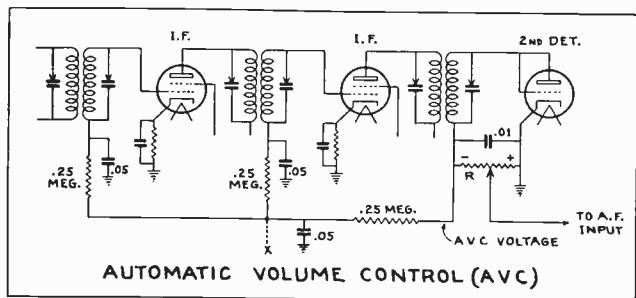 I.F.
I.F.
2ND DET.
.25 MEG.
.05
.25 MEG.
.05
.01
- +
R
.25 MEG.
.05
X
AVC VOLTAGE
TO A.F. INPUT
AUTOMATIC VOLUME CONTROL (AVC)